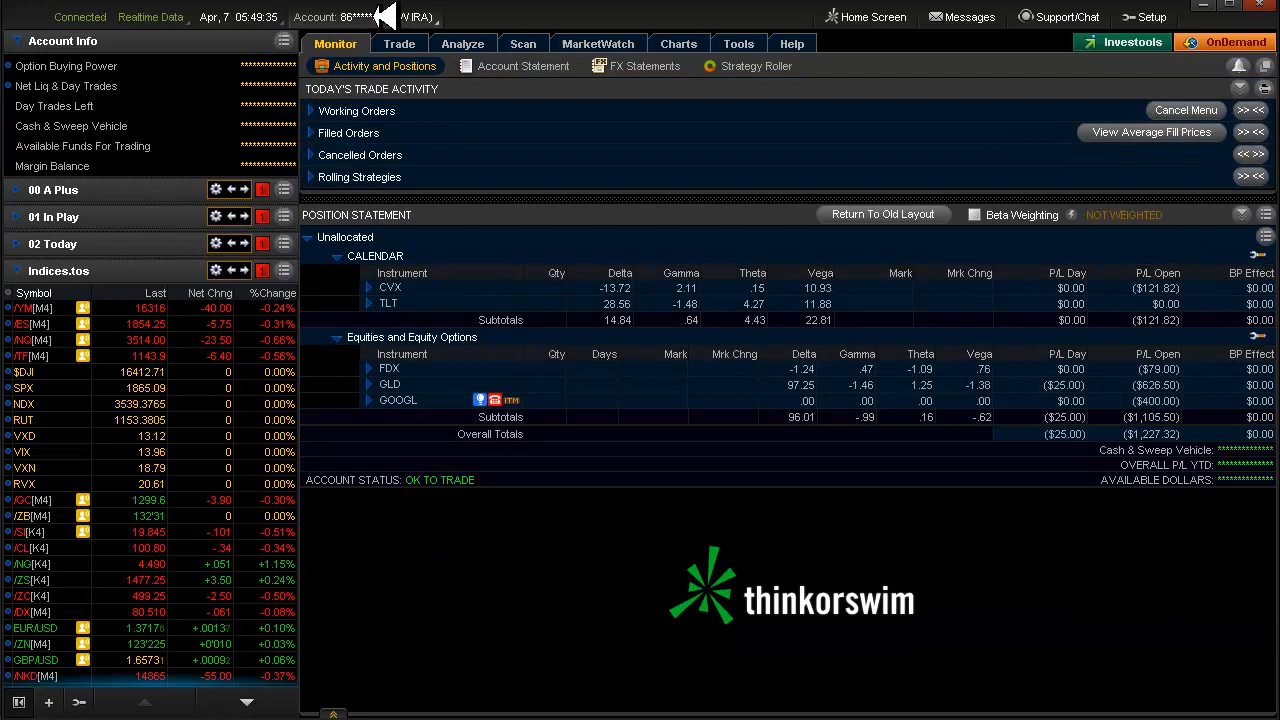 Connected Realtime Data Apr, 7 05:49:35 Account: 86******* IRA) Home Screen Messages Support/Chat Setup
Account Info
Option Buying Power **************
Net Liq & Day Trades **************
Day Trades Left **************
Cash & Sweep Vehicle **************
Available Funds For Trading **************
Margin Balance **************
00 A Plus 1
01 In Play 1
02 Today 1
Indices.tos 1
Symbol Last Net Chng %Change
/YM[M4] 16316 -40.00 -0.24%
/ES[M4] 1854.25 -5.75 -0.31%
/NQ[M4] 3514.00 -23.50 -0.66%
/TF[M4] 1143.9 -6.40 -0.56%
$DJI 16412.71 0 0.00%
SPX 1865.09 0 0.00%
NDX 3539.3765 0 0.00%
RUT 1153.3805 0 0.00%
VXD 13.12 0 0.00%
VIX 13.96 0 0.00%
VXN 18.79 0 0.00%
RVX 20.61 0 0.00%
/GC[M4] 1299.6 -3.90 -0.30%
/ZB[M4] 132'31 0 0.00%
/SI[K4] 19.845 -.101 -0.51%
/CL[K4] 100.80 -.34 -0.34%
/NG[K4] 4.490 +.051 +1.15%
/ZS[K4] 1477.25 +3.50 +0.24%
/ZC[K4] 499.25 -2.50 -0.50%
/DX[M4] 80.510 -.061 -0.08%
EUR/USD 1.37176 +.00137 +0.10%
/ZN[M4] 123'225 +0'010 +0.03%
GBP/USD 1.65731 +.00092 +0.06%
/NKD[M4] 14865 -55.00 -0.37%
Monitor Trade Analyze Scan MarketWatch Charts Tools Help Investools OnDemand
Activity and Positions Account Statement FX Statements Strategy Roller
TODAY'S TRADE ACTIVITY
Working Orders Cancel Menu >> <<
Filled Orders View Average Fill Prices >> <<
Cancelled Orders << >>
Rolling Strategies >> <<
POSITION STATEMENT Return To Old Layout Beta Weighting NOT WEIGHTED
Unallocated
CALENDAR
Instrument Qty Delta Gamma Theta Vega Mark Mrk Chng P/L Day P/L Open BP Effect
CVX -13.72 2.11 .15 10.93 $0.00 ($121.82) $0.00
TLT 28.56 -1.48 4.27 11.88 $0.00 $0.00 $0.00
Subtotals 14.84 .64 4.43 22.81 $0.00 ($121.82) $0.00
Equities and Equity Options
Instrument Qty Days Mark Mrk Chng Delta Gamma Theta Vega P/L Day P/L Open BP Effect
FDX -1.24 .47 -1.09 .76 $0.00 ($79.00) $0.00
GLD 97.25 -1.46 1.25 -1.38 ($25.00) ($626.50) $0.00
GOOGL ITM .00 .00 .00 .00 $0.00 ($400.00) $0.00
Subtotals 96.01 -.99 .16 -.62 ($25.00) ($1,105.50) $0.00
Overall Totals ($25.00) ($1,227.32) $0.00
Cash & Sweep Vehicle: **************
OVERALL P/L YTD: **************
ACCOUNT STATUS: OK TO TRADE AVAILABLE DOLLARS: **************
thinkorswim